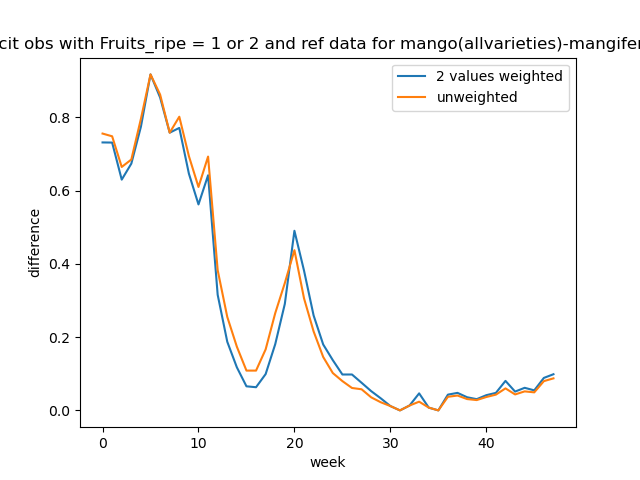 cit obs with Fruits_ripe = 1 or 2 and ref data for mango(allvarieties)-mangifer
2 values weighted
unweighted
0.8
0.6
0.4
0.2
0.0
difference
0 10 20 30 40
week